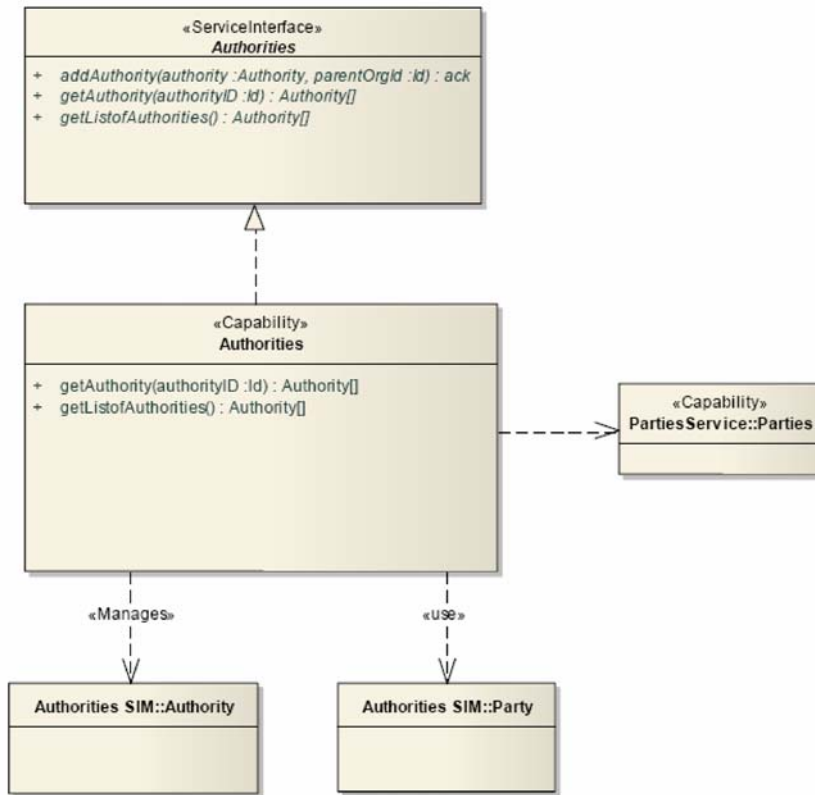 «ServiceInterface»
Authorities
+ addAuthority(authority :Authority, parentOrgId :Id) : ack
+ getAuthority(authorityID :Id) : Authority[]
+ getListofAuthorities() : Authority[]
«Capability»
Authorities
+ getAuthority(authorityID :Id) : Authority[]
+ getListofAuthorities() : Authority[]
«Capability»
PartiesService::Parties
«Manages»
«use»
Authorities SIM::Authority
Authorities SIM::Party